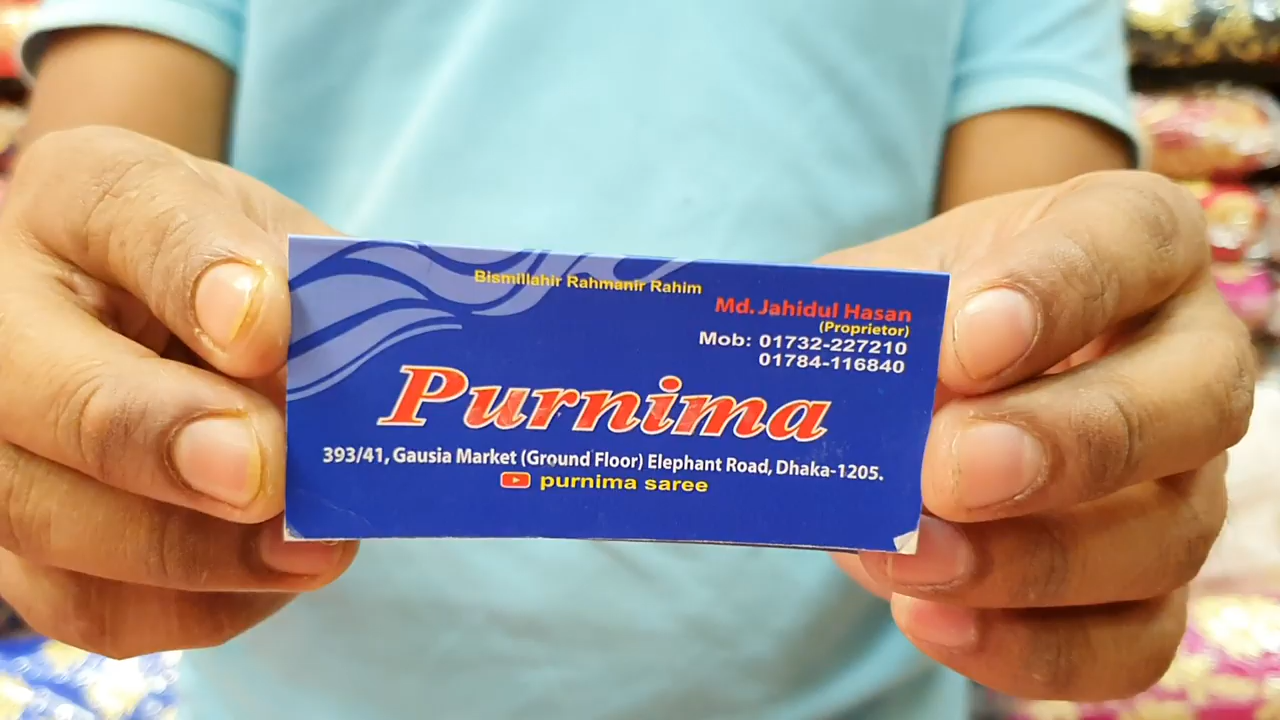 Bismillahir Rahmanir Rahim
Md. Jahidul Hasan
(Proprietor)
Mob: 01732-227210
01784-116840
Purnima
393/41, Gausia Market (Ground Floor) Elephant Road, Dhaka-1205.
purnima saree